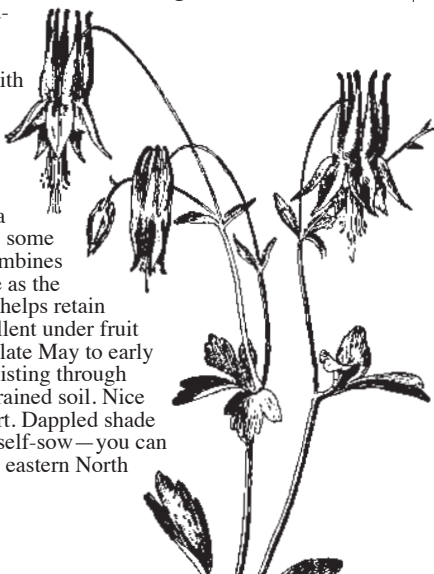 -
ith
a
some
mbines
e as the
helps retain
llent under fruit
late May to early
isting through
rained soil. Nice
rt. Dappled shade
self-sow—you can
eastern North